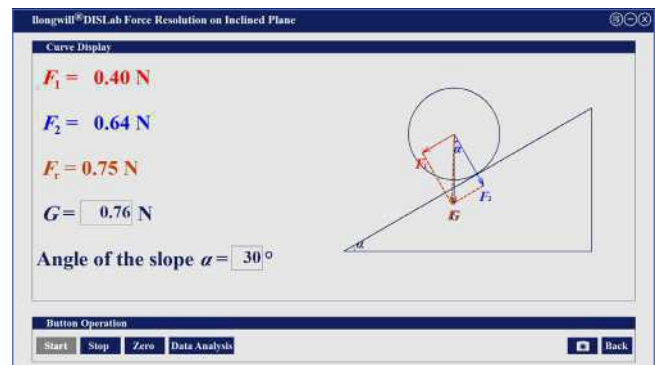 llongwill®DISLab Force Resolution on Inclined Plane
Curve Display
F₁ = 0.40 N
F₂ = 0.64 N
Fᵣ = 0.75 N
G = 0.76 N
Angle of the slope α = 30 °
α
F₁
F₂
G
α
Button Operation
Start Stop Zero Data Analysis Back